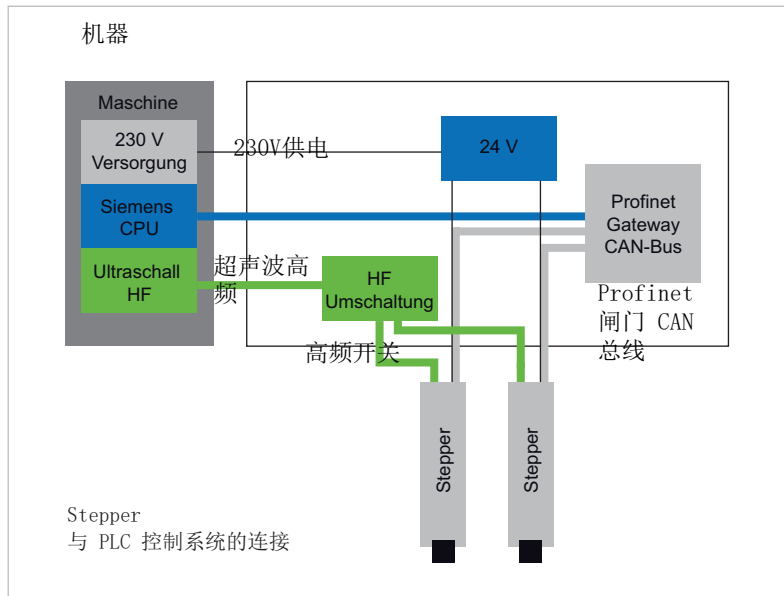 机器
Maschine
230 V
Versorgung
230V供电
24 V
Siemens
CPU
Profinet
Gateway
CAN-Bus
Ultraschall
HF
超声波高
频
HF
Umschaltung
Profinet
闸门 CAN
总线
高频开关
Stepper
Stepper
Stepper
与 PLC 控制系统的连接